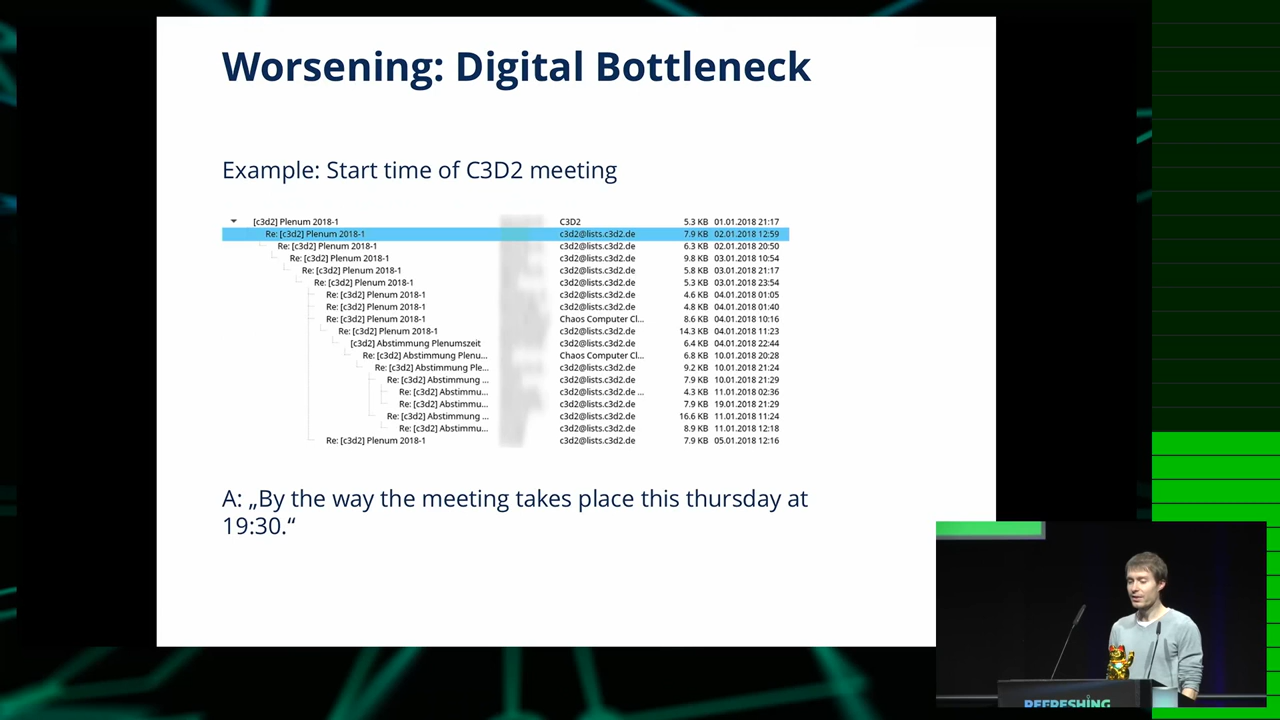 Worsening: Digital Bottleneck
Example: Start time of C3D2 meeting
[c3d2] Plenum 2018-1 C3D2 5.3 KB 01.01.2018 21:17
Re: [c3d2] Plenum 2018-1 c3d2@lists.c3d2.de 7.9 KB 02.01.2018 12:59
Re: [c3d2] Plenum 2018-1 c3d2@lists.c3d2.de 6.3 KB 02.01.2018 20:50
Re: [c3d2] Plenum 2018-1 c3d2@lists.c3d2.de 9.8 KB 03.01.2018 10:54
Re: [c3d2] Plenum 2018-1 c3d2@lists.c3d2.de 5.8 KB 03.01.2018 21:17
Re: [c3d2] Plenum 2018-1 c3d2@lists.c3d2.de 5.3 KB 03.01.2018 23:54
Re: [c3d2] Plenum 2018-1 c3d2@lists.c3d2.de 4.6 KB 04.01.2018 01:05
Re: [c3d2] Plenum 2018-1 c3d2@lists.c3d2.de 4.8 KB 04.01.2018 01:40
Re: [c3d2] Plenum 2018-1 Chaos Computer Cl... 8.6 KB 04.01.2018 10:16
Re: [c3d2] Plenum 2018-1 c3d2@lists.c3d2.de 14.3 KB 04.01.2018 11:23
[c3d2] Abstimmung Plenumszeit c3d2@lists.c3d2.de 6.4 KB 04.01.2018 22:44
Re: [c3d2] Abstimmung Plenu... Chaos Computer Cl... 6.8 KB 10.01.2018 20:28
Re: [c3d2] Abstimmung Ple... c3d2@lists.c3d2.de 9.2 KB 10.01.2018 21:24
Re: [c3d2] Abstimmung ... c3d2@lists.c3d2.de 7.9 KB 10.01.2018 21:29
Re: [c3d2] Abstimmu... c3d2@lists.c3d2.de ... 4.3 KB 11.01.2018 02:36
Re: [c3d2] Abstimmu... c3d2@lists.c3d2.de 7.9 KB 19.01.2018 21:29
Re: [c3d2] Abstimmung ... c3d2@lists.c3d2.de 16.6 KB 11.01.2018 11:24
Re: [c3d2] Abstimmu... c3d2@lists.c3d2.de 8.9 KB 11.01.2018 12:18
Re: [c3d2] Plenum 2018-1 c3d2@lists.c3d2.de 7.9 KB 05.01.2018 12:16
A: „By the way the meeting takes place this thursday at
19:30.“
REFRESHING